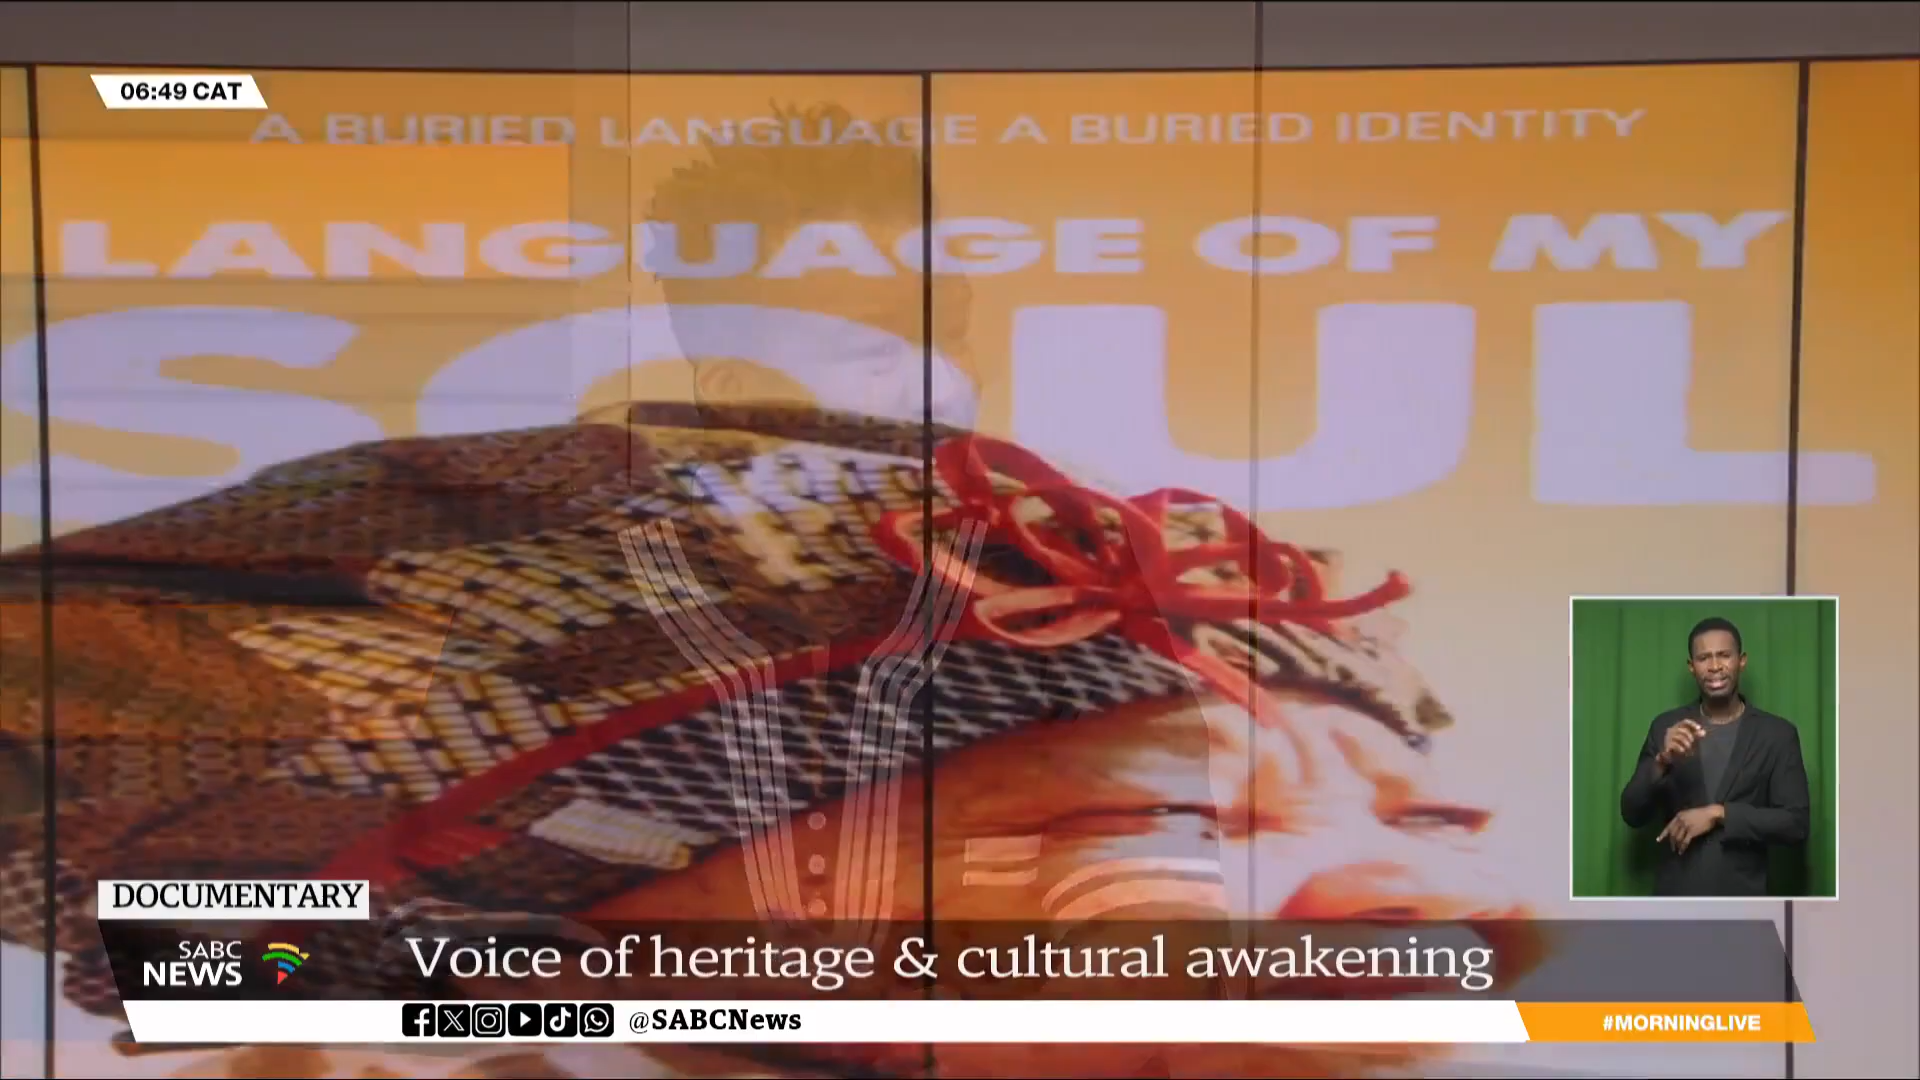 06:49 CAT
A BURIED LANGUAGE A BURIED IDENTITY
LANGUAGE OF MY
SOUL
DOCUMENTARY
SABC
NEWS
Voice of heritage & cultural awakening
@SABCNews
#MORNINGLIVE